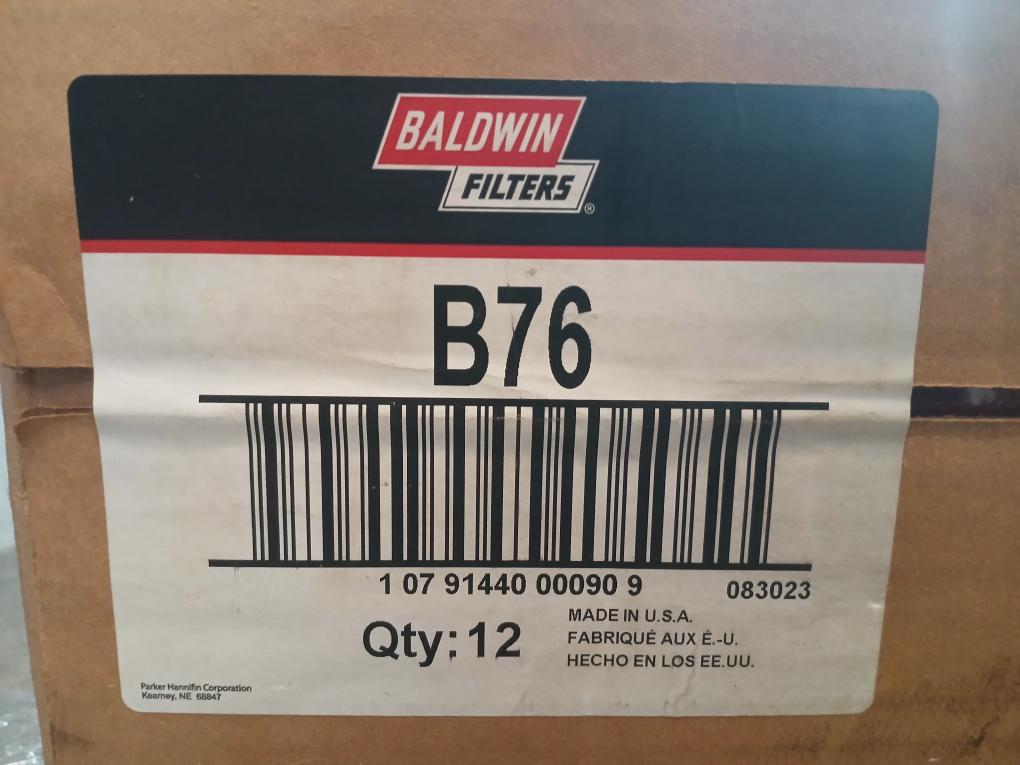 BALDWIN
FILTERS®
B76
1 07 91440 00090 9
083023
Qty: 12
MADE IN U.S.A.
FABRIQUÉ AUX É.-U.
HECHO EN LOS EE.UU.
Parker Hannifin Corporation
Kearney, NE 68847